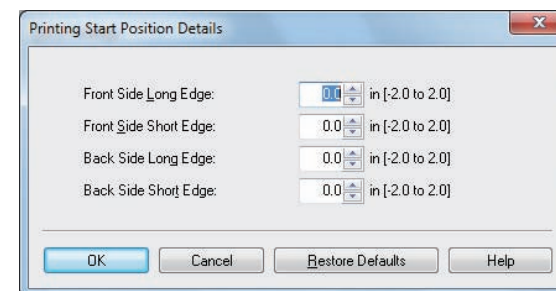 Printing Start Position Details
Front Side Long Edge: 0.0 in [-2.0 to 2.0]
Front Side Short Edge: 0.0 in [-2.0 to 2.0]
Back Side Long Edge: 0.0 in [-2.0 to 2.0]
Back Side Short Edge: 0.0 in [-2.0 to 2.0]
OK Cancel Restore Defaults Help